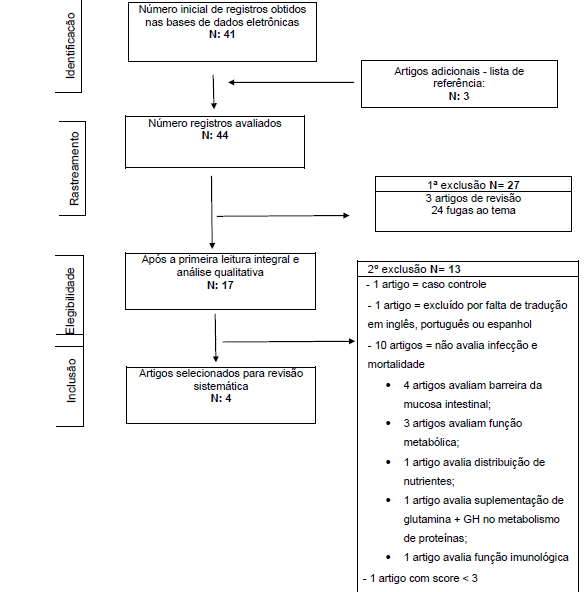 Identificação
Número inicial de registros obtidos
nas bases de dados eletrônicas
N: 41
Artigos adicionais - lista de
referência:
N: 3
Rastreamento
Número registros avaliados
N: 44
1ª exclusão N= 27
3 artigos de revisão
24 fugas ao tema
Elegibilidade
Após a primeira leitura integral e
análise qualitativa
N: 17
2º exclusão N= 13
- 1 artigo = caso controle
- 1 artigo = excluído por falta de tradução
em inglês, português ou espanhol
- 10 artigos = não avalia infecção e
mortalidade
• 4 artigos avaliam barreira da
mucosa intestinal;
• 3 artigos avaliam função
metabólica;
• 1 artigo avalia distribuição de
nutrientes;
• 1 artigo avalia suplementação de
glutamina + GH no metabolismo
de proteínas;
• 1 artigo avalia função imunológica
- 1 artigo com score < 3
Inclusão
Artigos selecionados para revisão
sistemática
N: 4